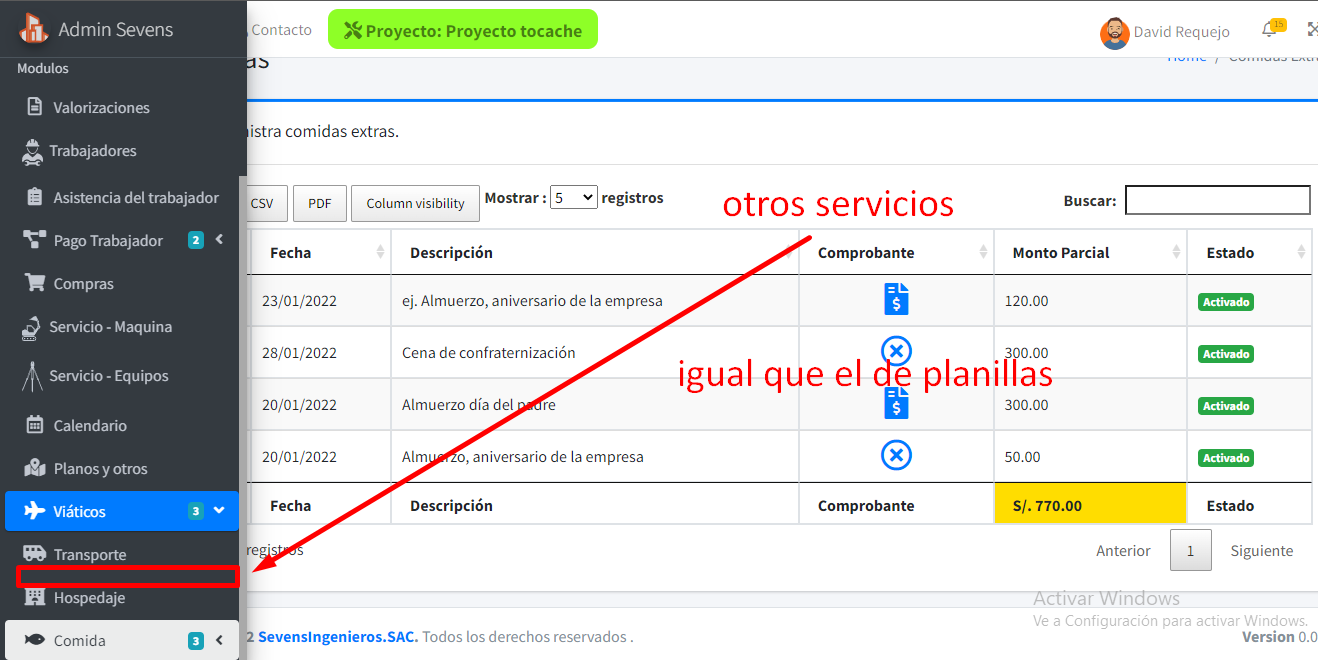 Admin Sevens
Contacto
Proyecto: Proyecto tocache
David Requejo
15
Modulos
as
Home / Comidas Extra
Valorizaciones
istra comidas extras.
Trabajadores
Asistencia del trabajador
CSV PDF Column visibility Mostrar : 5 registros
otros servicios
Buscar:
Pago Trabajador 2
Fecha Descripción Comprobante Monto Parcial Estado
Compras
23/01/2022 ej. Almuerzo, aniversario de la empresa 120.00 Activado
Servicio - Maquina
28/01/2022 Cena de confraternización 300.00 Activado
igual que el de planillas
Servicio - Equipos
20/01/2022 Almuerzo día del padre 300.00 Activado
Calendario
20/01/2022 Almuerzo, aniversario de la empresa 50.00 Activado
Planos y otros
Fecha Descripción Comprobante S/. 770.00 Estado
Viáticos 3
Transporte
registros
Anterior 1 Siguiente
Hospedaje
Activar Windows
Ve a Configuración para activar Windows.
Comida 3
2 SevensIngenieros.SAC. Todos los derechos reservados .
Version 0.0